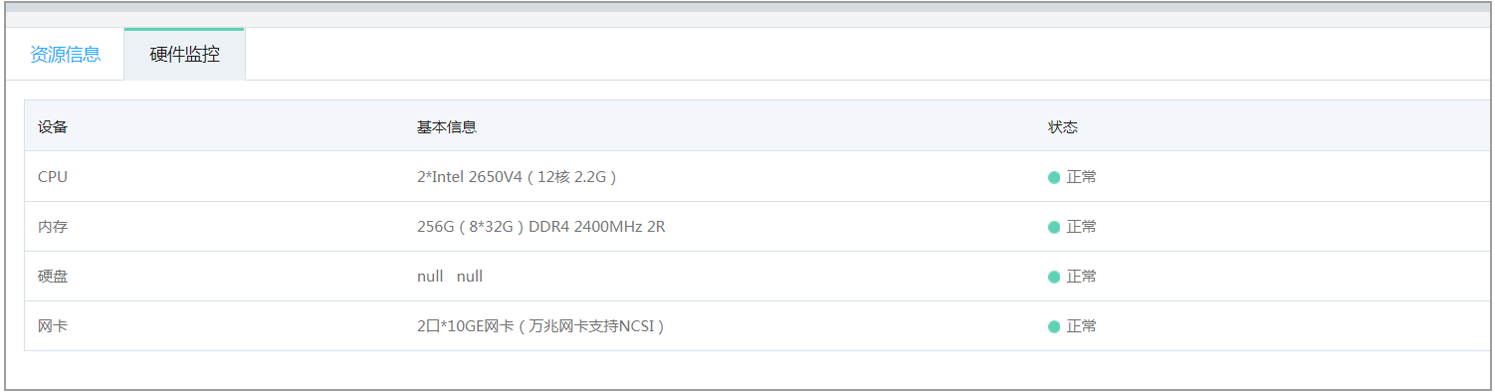 资源信息 硬件监控
设备 基本信息 状态
CPU 2*Intel 2650V4（12核 2.2G） 正常
内存 256G（8*32G）DDR4 2400MHz 2R 正常
硬盘 null null 正常
网卡 2口*10GE网卡（万兆网卡支持NCSI） 正常